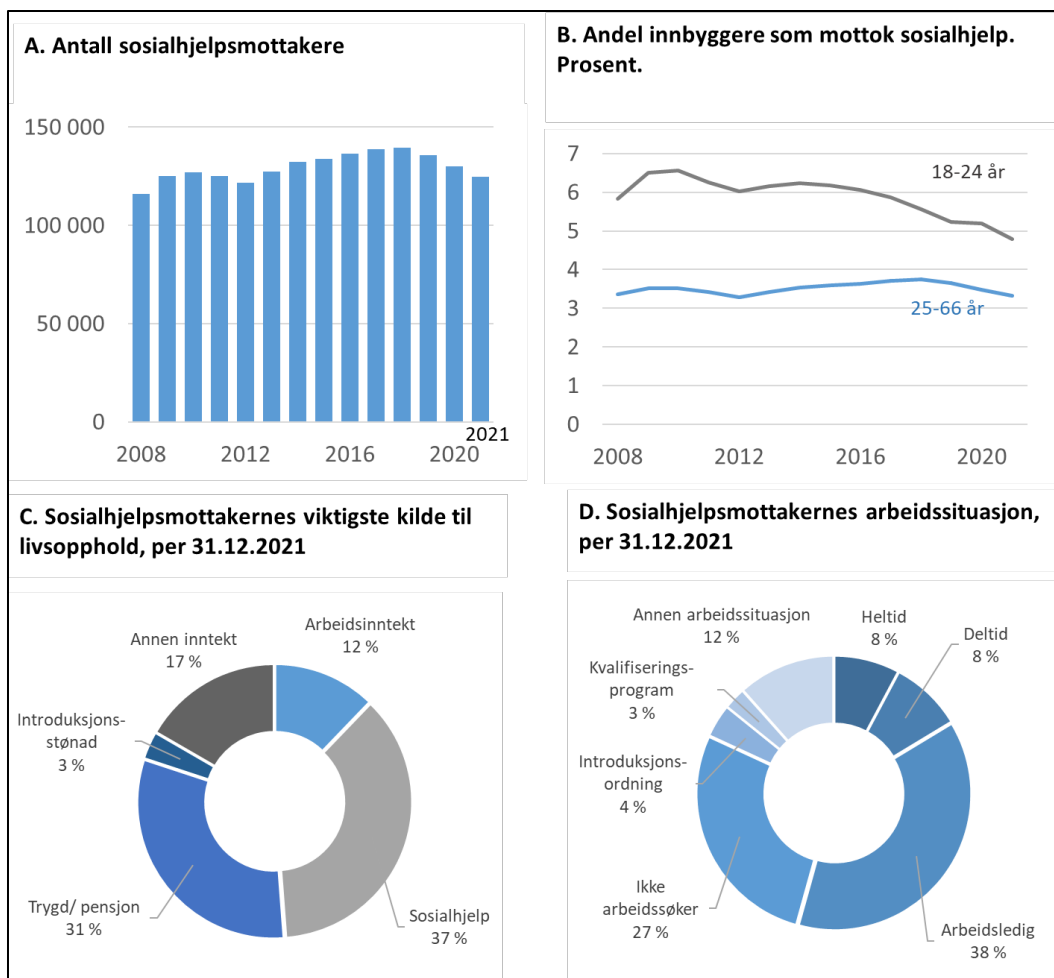 A. Antall sosialhjelpsmottakere
150 000
100 000
50 000
0
2021
2008
2012
2016
2020
B. Andel innbyggere som mottok sosialhjelp.
Prosent.
7
6
5
4
3
2
1
0
18-24 år
25-66 år
2008
2012
2016
2020
C. Sosialhjelpsmottakernes viktigste kilde til
livsopphold, per 31.12.2021
Arbeidsinntekt
12 %
Annen inntekt
17 %
Introduksjons-
stønad
3 %
Trygd/ pensjon
31 %
Sosialhjelp
37 %
D. Sosialhjelpsmottakernes arbeidssituasjon,
per 31.12.2021
Annen arbeidssituasjon
12 %
Heltid
8 %
Deltid
8 %
Kvalifiserings-
program
3 %
Introduksjons-
ordning
4 %
Ikke
arbeidssøker
27 %
Arbeidsledig
38 %